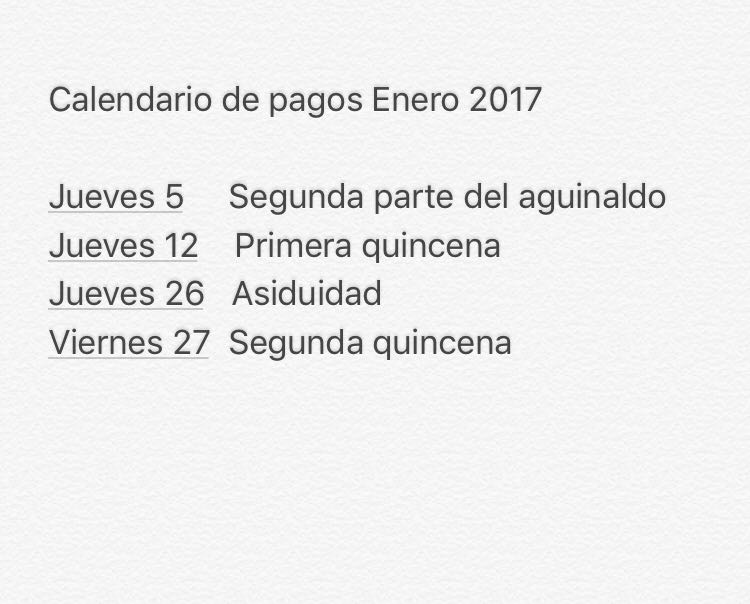 Calendario de pagos Enero 2017
Jueves 5 Segunda parte del aguinaldo
Jueves 12 Primera quincena
Jueves 26 Asiduidad
Viernes 27 Segunda quincena